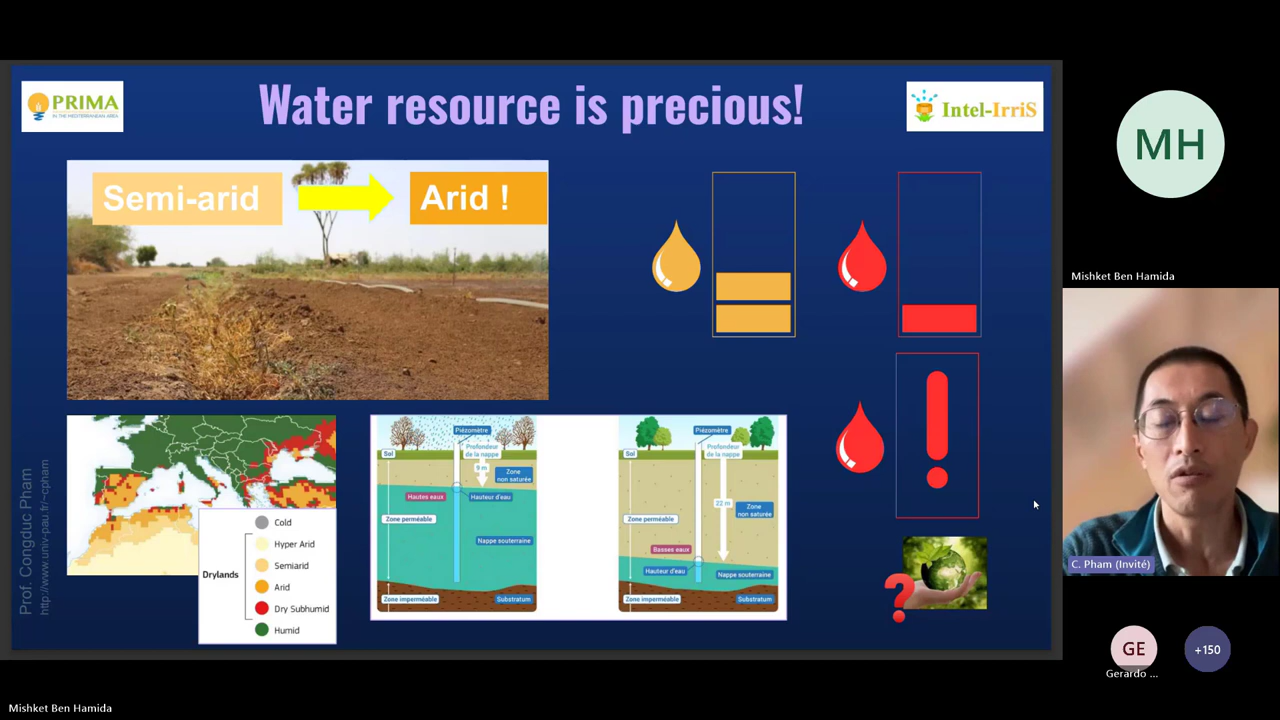 PRIMA
IN THE MEDITERRANEAN AREA
Water resource is precious!
Intel-IrriS
Semi-arid
Arid !
Cold
Hyper Arid
Drylands
Semiarid
Arid
Dry Subhumid
Humid
Piézomètre
Sol
Profondeur
de la nappe
9 m
Zone
non saturée
Hautes eaux
Hauteur d'eau
Zone perméable
Nappe souterraine
Zone imperméable
Substratum
Piézomètre
Sol
Profondeur
de la nappe
22 m
Zone
non saturée
Zone perméable
Basses eaux
Hauteur d'eau
Nappe souterraine
Zone imperméable
Substratum
!
?
Prof. Congduc Pham
http://www.univ-pau.fr/~cpham
MH
Mishket Ben Hamida
C. Pham (Invité)
GE
+150
Gerardo ...
Mishket Ben Hamida